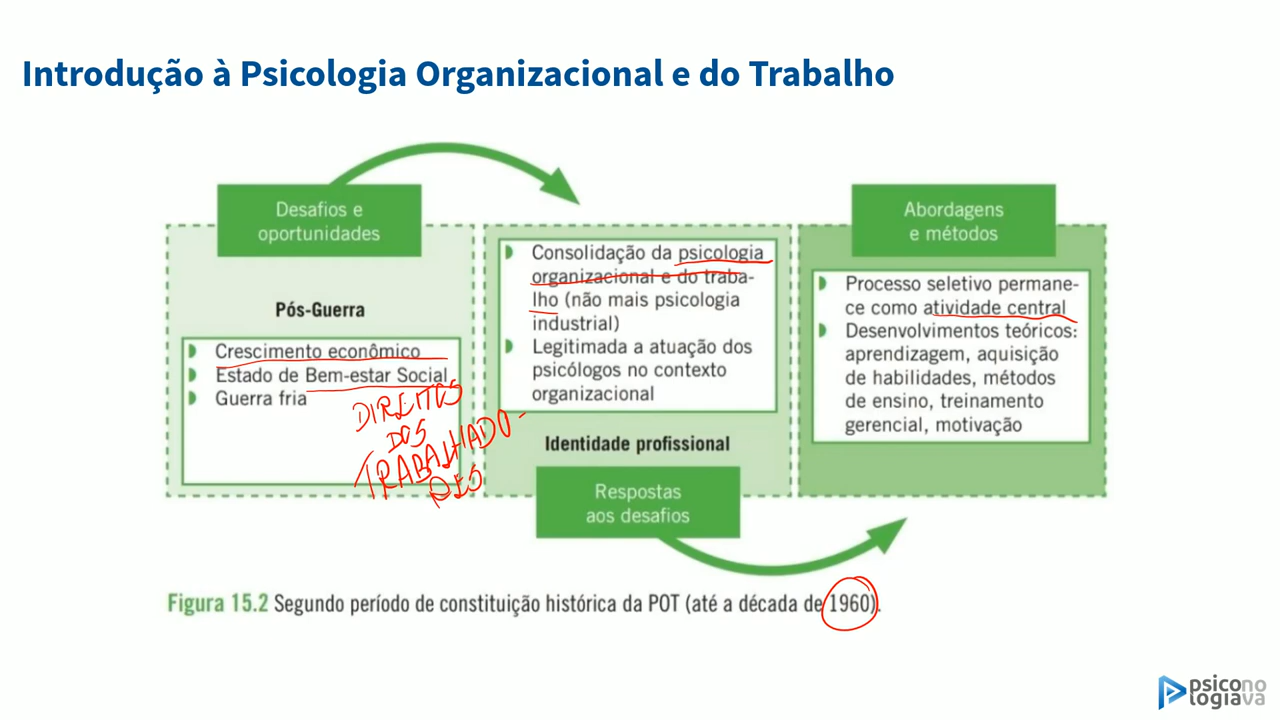 Introdução à Psicologia Organizacional e do Trabalho
Desafios e
oportunidades
Pós-Guerra
Crescimento econômico
Estado de Bem-estar Social
Guerra fria
DIREITOS
DOS
TRABALHADO-
RES
Consolidação da psicologia
organizacional e do traba-
lho (não mais psicologia
industrial)
Legitimada a atuação dos
psicólogos no contexto
organizacional
Identidade profissional
Respostas
aos desafios
Abordagens
e métodos
Processo seletivo permane-
ce como atividade central
Desenvolvimentos teóricos:
aprendizagem, aquisição
de habilidades, métodos
de ensino, treinamento
gerencial, motivação
Figura 15.2 Segundo período de constituição histórica da POT (até a década de 1960).
psicono
logiava